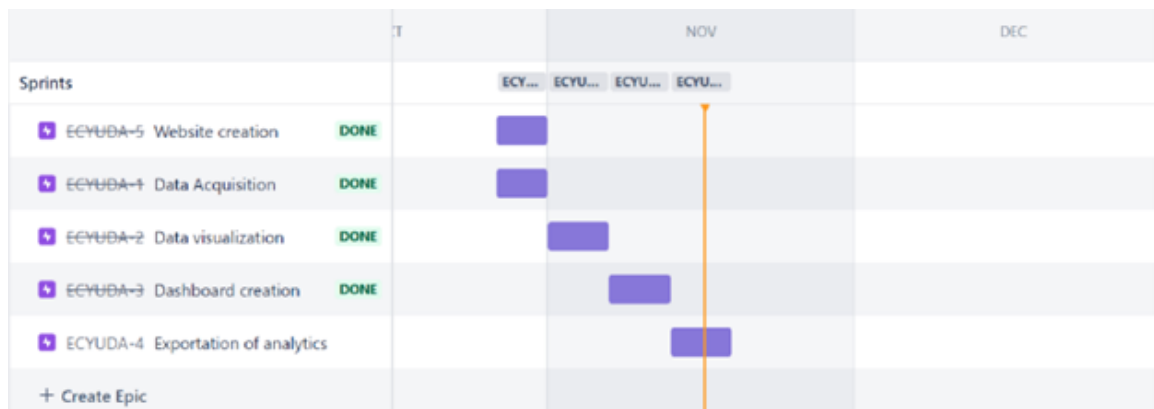 CT NOV DEC
Sprints ECY... ECYU... ECYU... ECYU...
ECYUDA-5 Website creation DONE
ECYUDA-1 Data Acquisition DONE
ECYUDA-2 Data visualization DONE
ECYUDA-3 Dashboard creation DONE
ECYUDA-4 Exportation of analytics
+ Create Epic